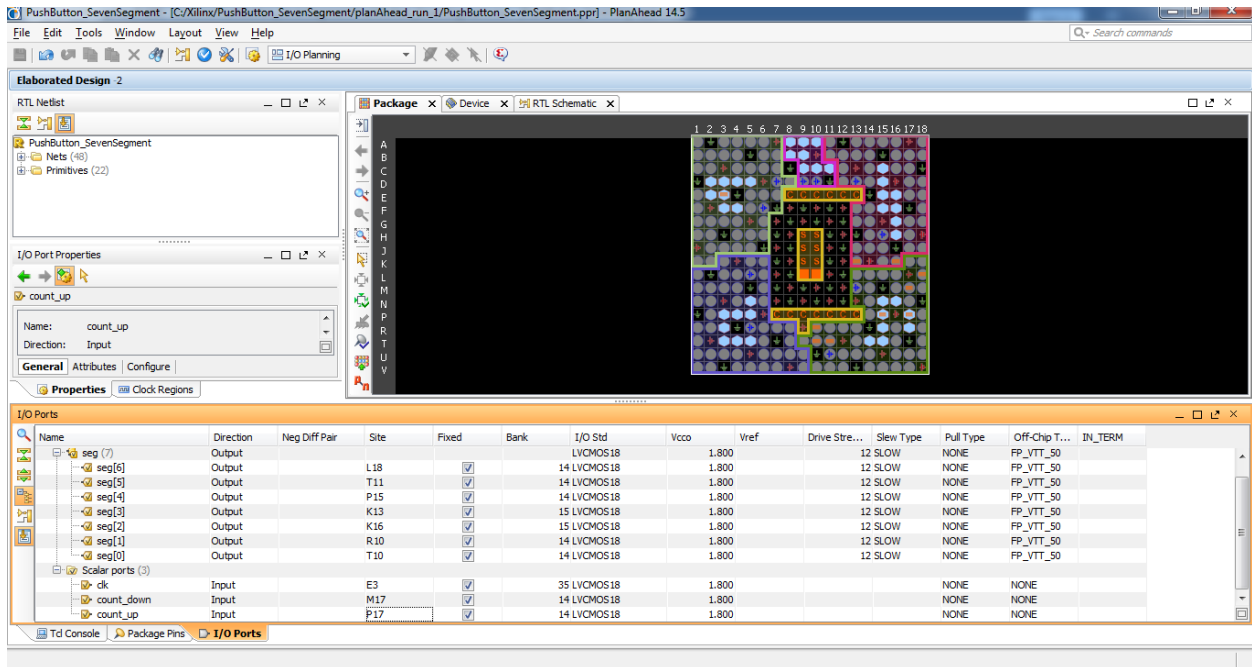 PushButton_SevenSegment - [C:/Xilinx/PushButton_SevenSegment/planAhead_run_1/PushButton_SevenSegment.ppr] - PlanAhead 14.5
File Edit Tools Window Layout View Help
Search commands
I/O Planning
Elaborated Design -2
RTL Netlist
PushButton_SevenSegment
Nets (48)
Primitives (22)
I/O Port Properties
count_up
Name: count_up
Direction: Input
General Attributes Configure
Properties Clock Regions
Package Device RTL Schematic
1 2 3 4 5 6 7 8 9 10 11 12 13 14 15 16 17 18
A
B
C
D
E
F
G
H
J
K
L
M
N
P
R
T
U
V
I/O Ports
Name Direction Neg Diff Pair Site Fixed Bank I/O Std Vcco Vref Drive Stre... Slew Type Pull Type Off-Chip T... IN_TERM
seg (7) Output LVCMOS18 1.800 12 SLOW NONE FP_VTT_50
seg[6] Output L18 14 LVCMOS18 1.800 12 SLOW NONE FP_VTT_50
seg[5] Output T11 14 LVCMOS18 1.800 12 SLOW NONE FP_VTT_50
seg[4] Output P15 14 LVCMOS18 1.800 12 SLOW NONE FP_VTT_50
seg[3] Output K13 15 LVCMOS18 1.800 12 SLOW NONE FP_VTT_50
seg[2] Output K16 15 LVCMOS18 1.800 12 SLOW NONE FP_VTT_50
seg[1] Output R10 14 LVCMOS18 1.800 12 SLOW NONE FP_VTT_50
seg[0] Output T10 14 LVCMOS18 1.800 12 SLOW NONE FP_VTT_50
Scalar ports (3)
clk Input E3 35 LVCMOS18 1.800 NONE NONE
count_down Input M17 14 LVCMOS18 1.800 NONE NONE
count_up Input P17 14 LVCMOS18 1.800 NONE NONE
Tcl Console Package Pins I/O Ports